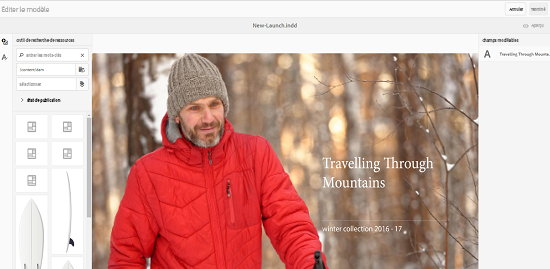 Éditer le modèle
Annuler
Terminé
New-Launch.indd
Aperçu
outil de recherche de ressources
champs modifiables
entrer les mots-clés
/content/dam
Travelling Through Mountains
sélectionner
état de publication
Travelling Through
Mountains
winter collection 2016 - 17